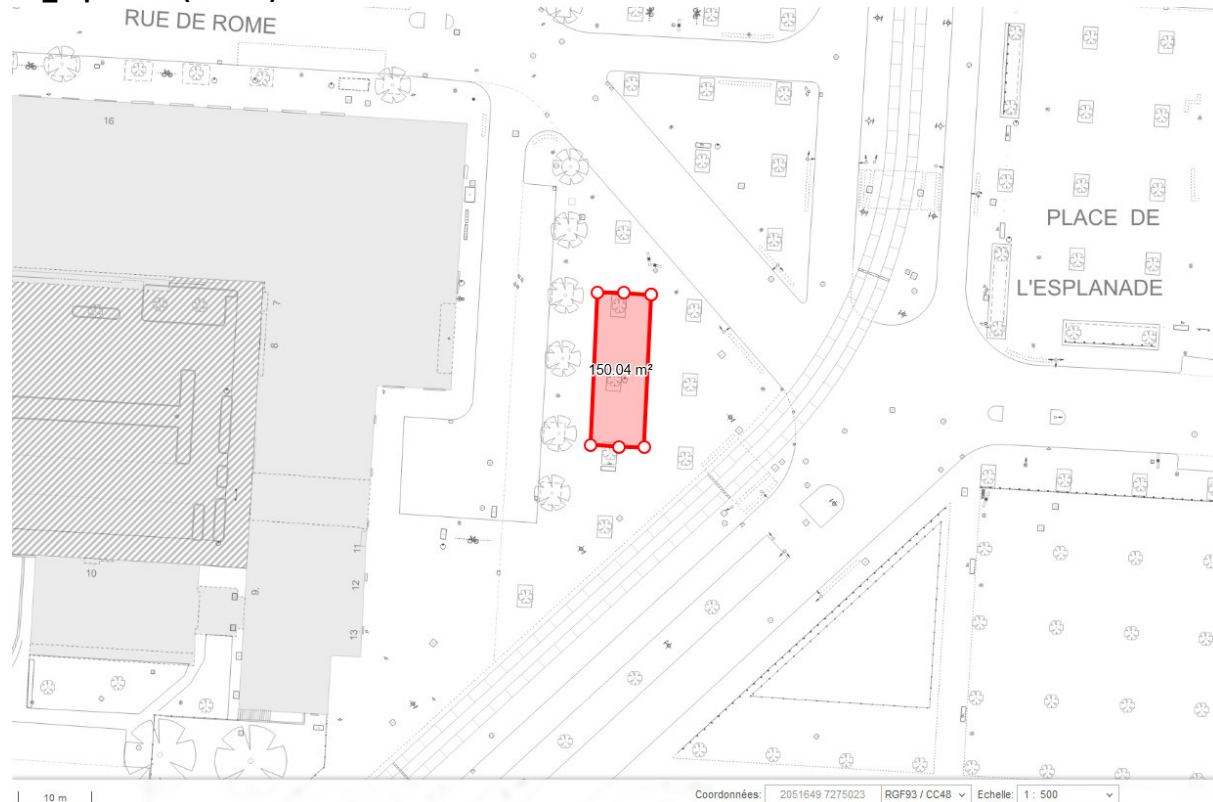 RUE DE ROME
16
PLACE DE
L'ESPLANADE
7
8
150.04 m²
10
11
12
9
13
10 m
Coordonnées: 2051649 7275023 RGF93 / CC48 Echelle: 1 : 500